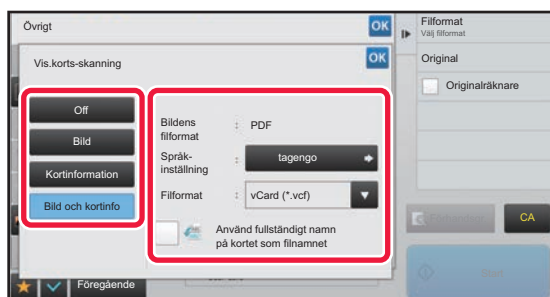 Övrigt
OK
Filformat
Välj filformat
Vis.korts-skanning
OK
Original
Originalräknare
Off
Bild
Kortinformation
Bild och kortinfo
Bildens
filformat
:
PDF
Språk-
inställning
:
tagengo
Filformat
:
vCard (*.vcf)
Använd fullständigt namn
på kortet som filnamnet
CA
Start
Föregående